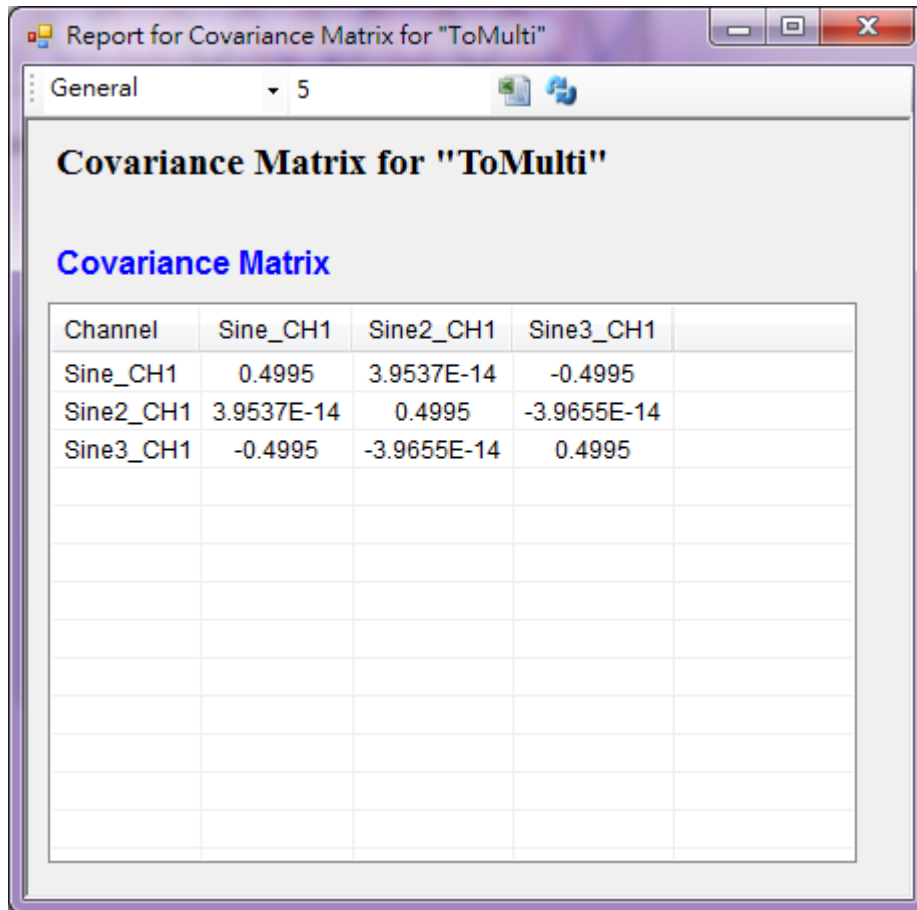 Report for Covariance Matrix for "ToMulti"
General 5
Covariance Matrix for "ToMulti"
Covariance Matrix
Channel Sine_CH1 Sine2_CH1 Sine3_CH1
Sine_CH1 0.4995 3.9537E-14 -0.4995
Sine2_CH1 3.9537E-14 0.4995 -3.9655E-14
Sine3_CH1 -0.4995 -3.9655E-14 0.4995